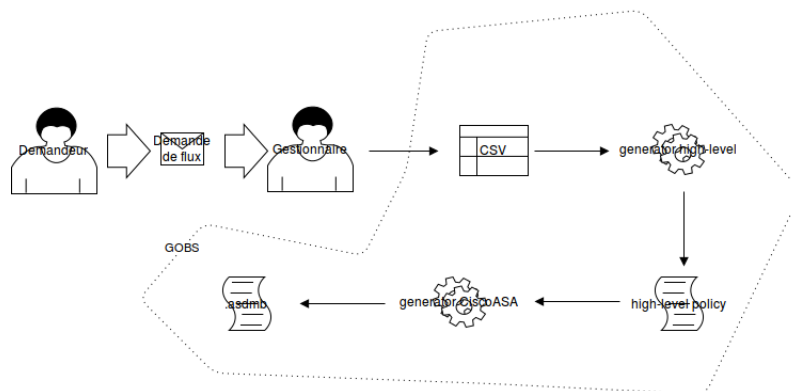 Demandeur
Demande
de flux
Gestionnaire
CSV
generator high-level
GOBS
.asdmb
generator CiscoASA
high-level policy